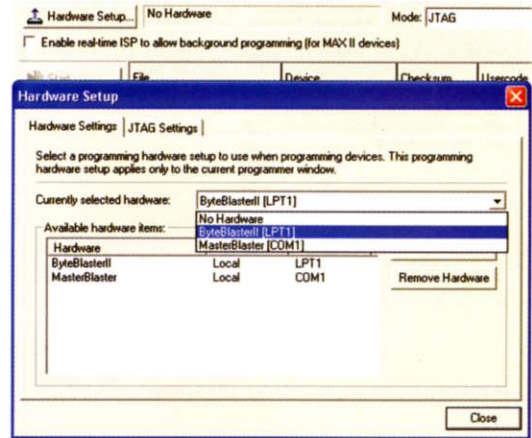 Hardware Setup... No Hardware Mode: JTAG
Enable real-time ISP to allow background programming (for MAX II devices)
Start File Device Checksum Usercode
Hardware Setup
Hardware Settings JTAG Settings
Select a programming hardware setup to use when programming devices. This programming
hardware setup applies only to the current programmer window.
Currently selected hardware: ByteBlasterII [LPT1]
No Hardware
Available hardware items: ByteBlasterII [LPT1]
MasterBlaster [COM1]
Hardware
ByteBlasterII Local LPT1
MasterBlaster Local COM1 Remove Hardware
Close